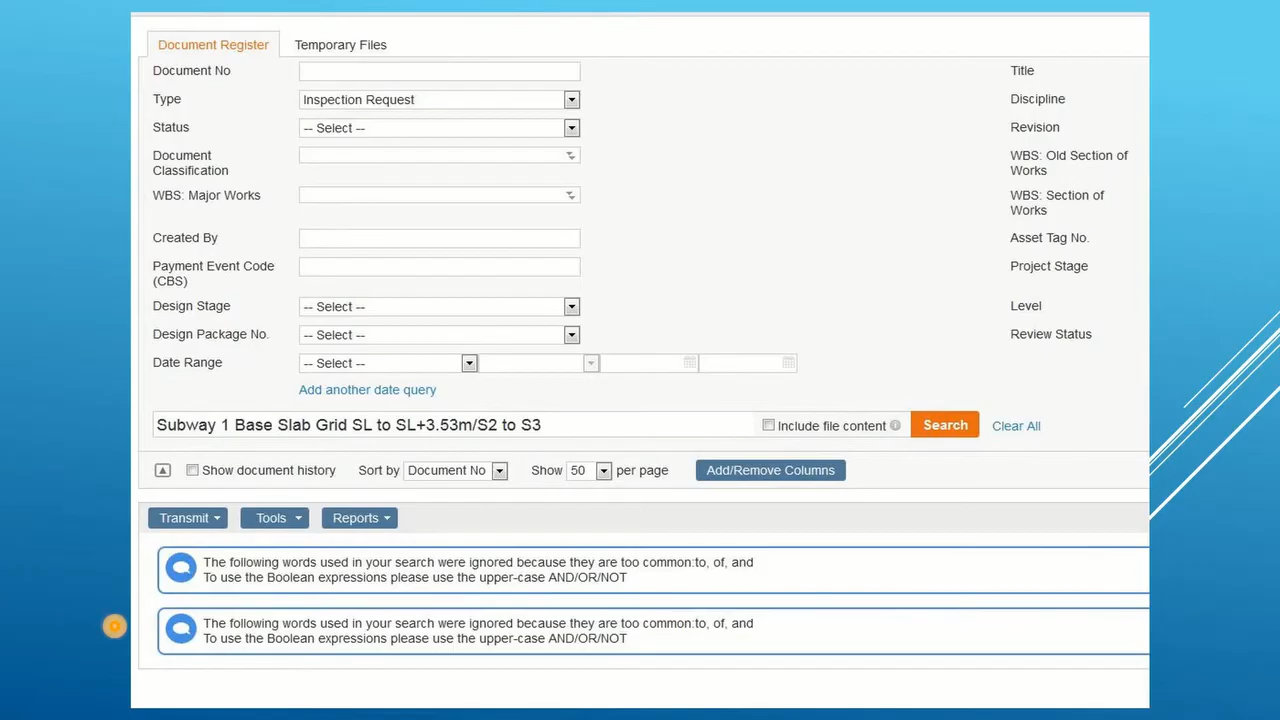 Document Register
Temporary Files
Document No
Title
Type
Inspection Request
Discipline
Status
-- Select --
Revision
Document
Classification
WBS: Old Section of
Works
WBS: Major Works
WBS: Section of
Works
Created By
Asset Tag No.
Payment Event Code
(CBS)
Project Stage
Design Stage
-- Select --
Level
Design Package No.
-- Select --
Review Status
Date Range
-- Select --
Add another date query
Subway 1 Base Slab Grid SL to SL+3.53m/S2 to S3
Include file content
Search
Clear All
Show document history
Sort by
Document No
Show
50
per page
Add/Remove Columns
Transmit
Tools
Reports
The following words used in your search were ignored because they are too common:to, of, and
To use the Boolean expressions please use the upper-case AND/OR/NOT
The following words used in your search were ignored because they are too common:to, of, and
To use the Boolean expressions please use the upper-case AND/OR/NOT